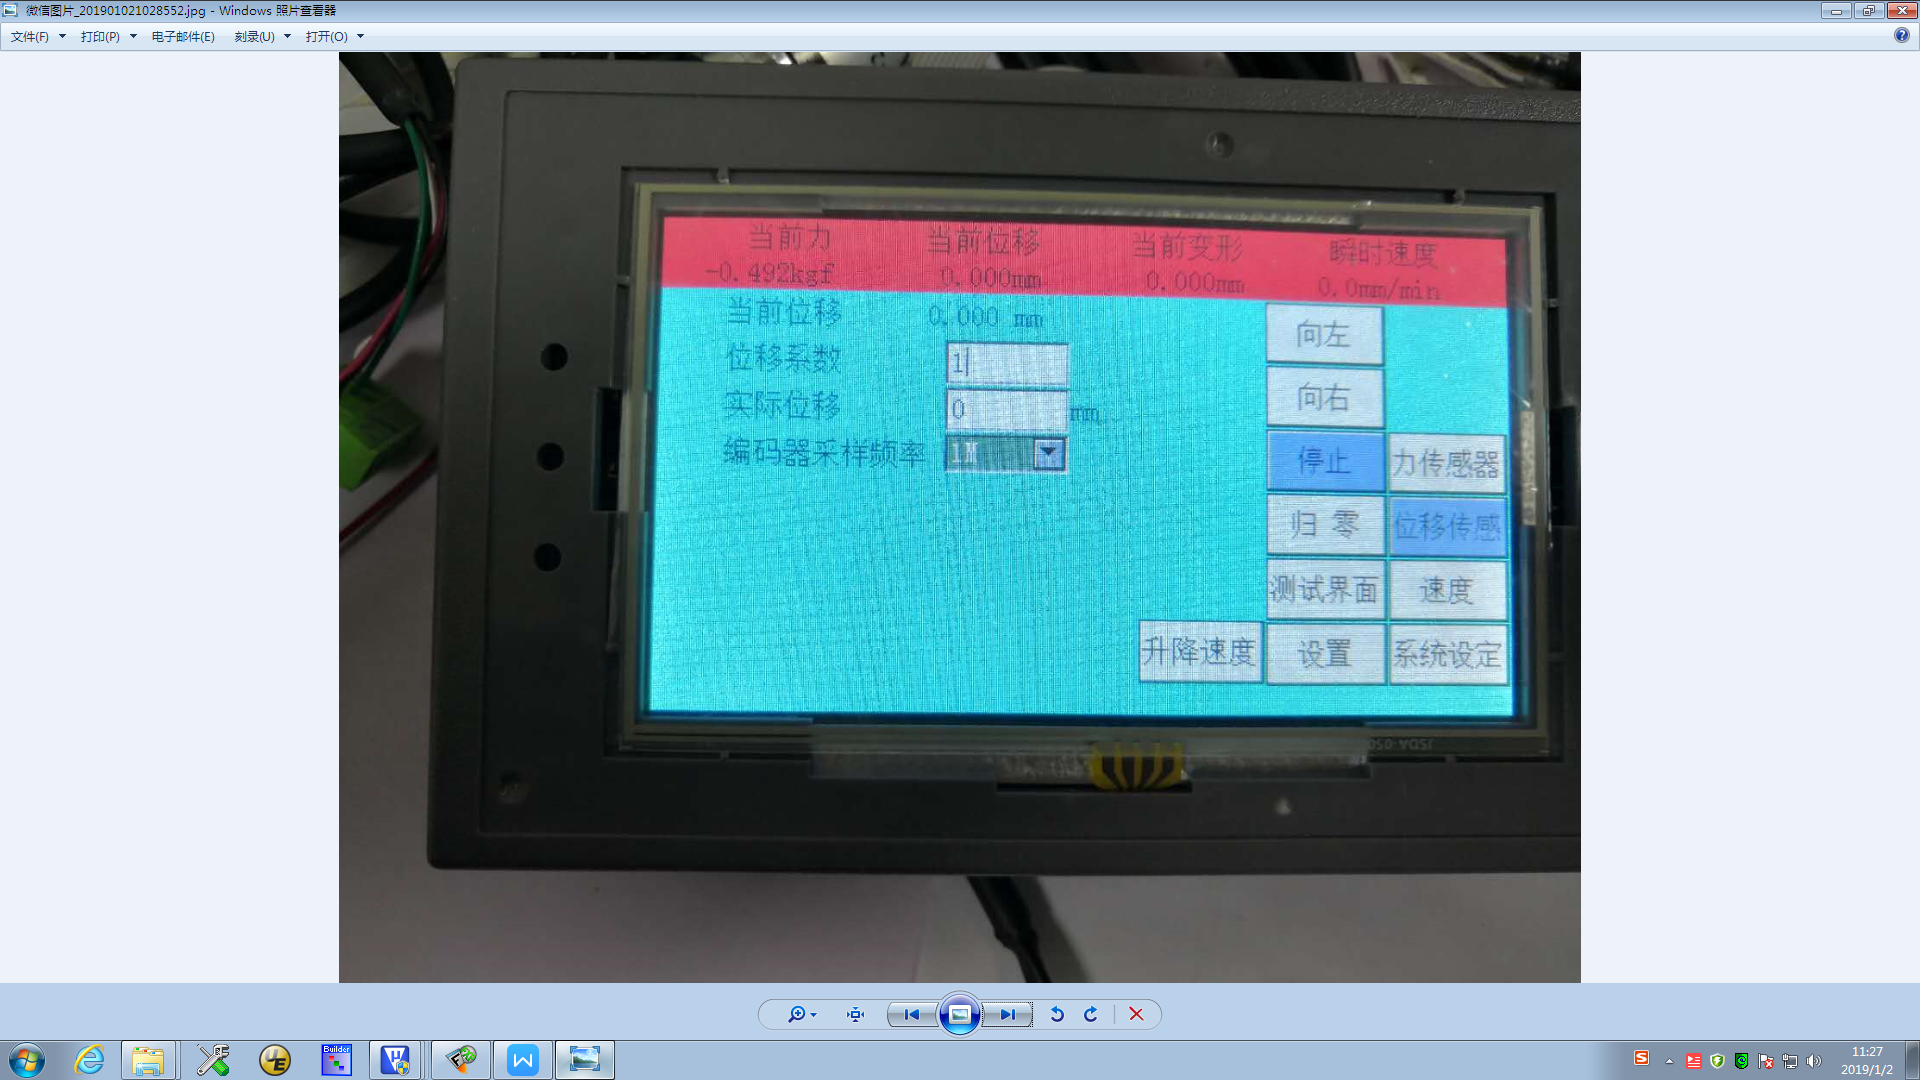 微信图片_201901021028552.jpg - Windows 照片查看器
文件(F) 打印(P) 电子邮件(E) 刻录(U) 打开(O)
当前力 当前位移 当前变形 瞬时速度
-0.492kgf 0.000mm 0.000mm 0.0mm/min
当前位移 0.000 mm
向左
位移系数 1
向右
实际位移 0 mm
编码器采样频率 1M
停止 力传感器
归 零 位移传感
测试界面 速度
升降速度 设置 系统设定
Builder
11:27
2019/1/2